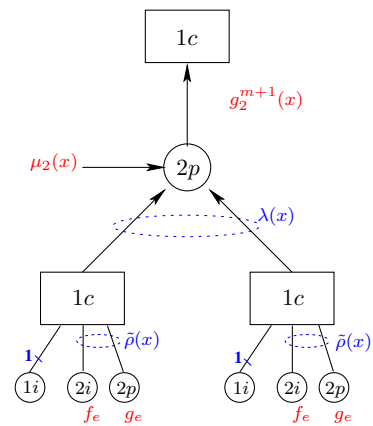 1c
g_2^{m+1}(x)
μ_2(x)
2p
λ(x)
1c 1c
1 ρ̃(x) 1 ρ̃(x)
1i 2i 2p 1i 2i 2p
f_e g_e f_e g_e